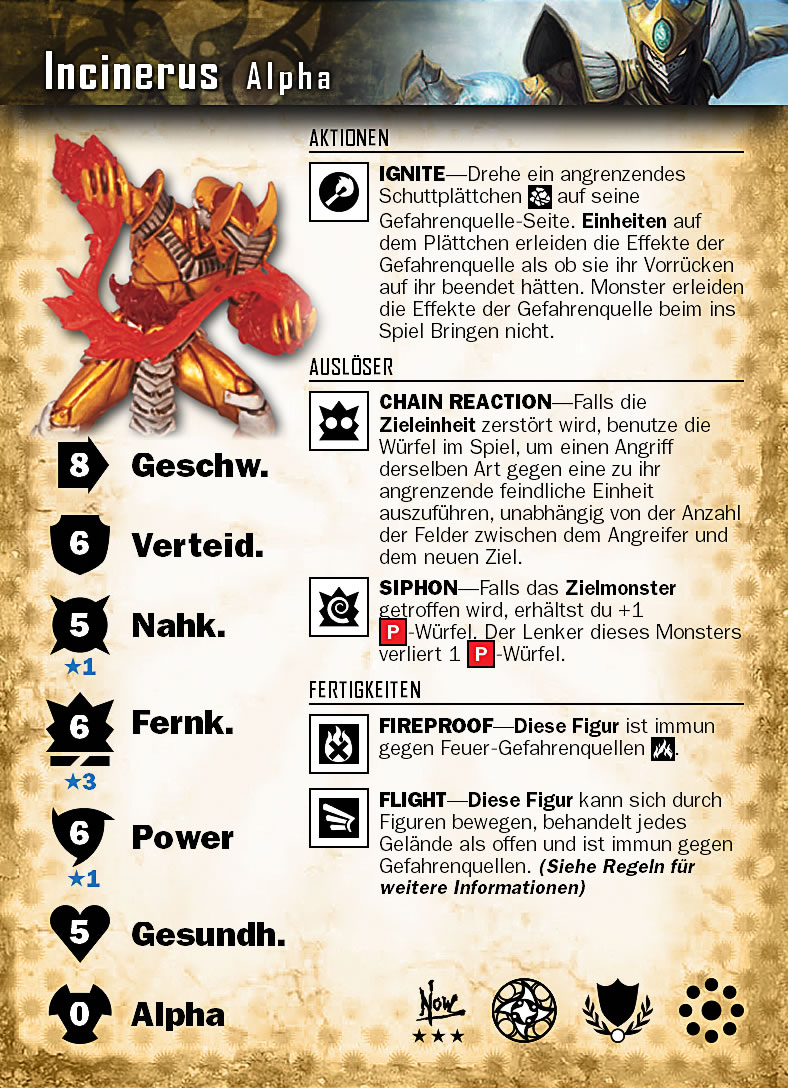 Incinerus Alpha
AKTIONEN
IGNITE—Drehe ein angrenzendes
Schuttplättchen auf seine
Gefahrenquelle-Seite. Einheiten auf
dem Plättchen erleiden die Effekte der
Gefahrenquelle als ob sie ihr Vorrücken
auf ihr beendet hätten. Monster erleiden
die Effekte der Gefahrenquelle beim ins
Spiel Bringen nicht.
AUSLÖSER
CHAIN REACTION—Falls die
Zieleinheit zerstört wird, benutze die
Würfel im Spiel, um einen Angriff
derselben Art gegen eine zu ihr
angrenzende feindliche Einheit
auszuführen, unabhängig von der Anzahl
der Felder zwischen dem Angreifer und
dem neuen Ziel.
SIPHON—Falls das Zielmonster
getroffen wird, erhältst du +1
P-Würfel. Der Lenker dieses Monsters
verliert 1 P-Würfel.
FERTIGKEITEN
FIREPROOF—Diese Figur ist immun
gegen Feuer-Gefahrenquellen.
FLIGHT—Diese Figur kann sich durch
Figuren bewegen, behandelt jedes
Gelände als offen und ist immun gegen
Gefahrenquellen. (Siehe Regeln für
weitere Informationen)
8 Geschw.
6 Verteid.
5 Nahk.
★1
6 Fernk.
★3
6 Power
★1
5 Gesundh.
0 Alpha
Now
★★★